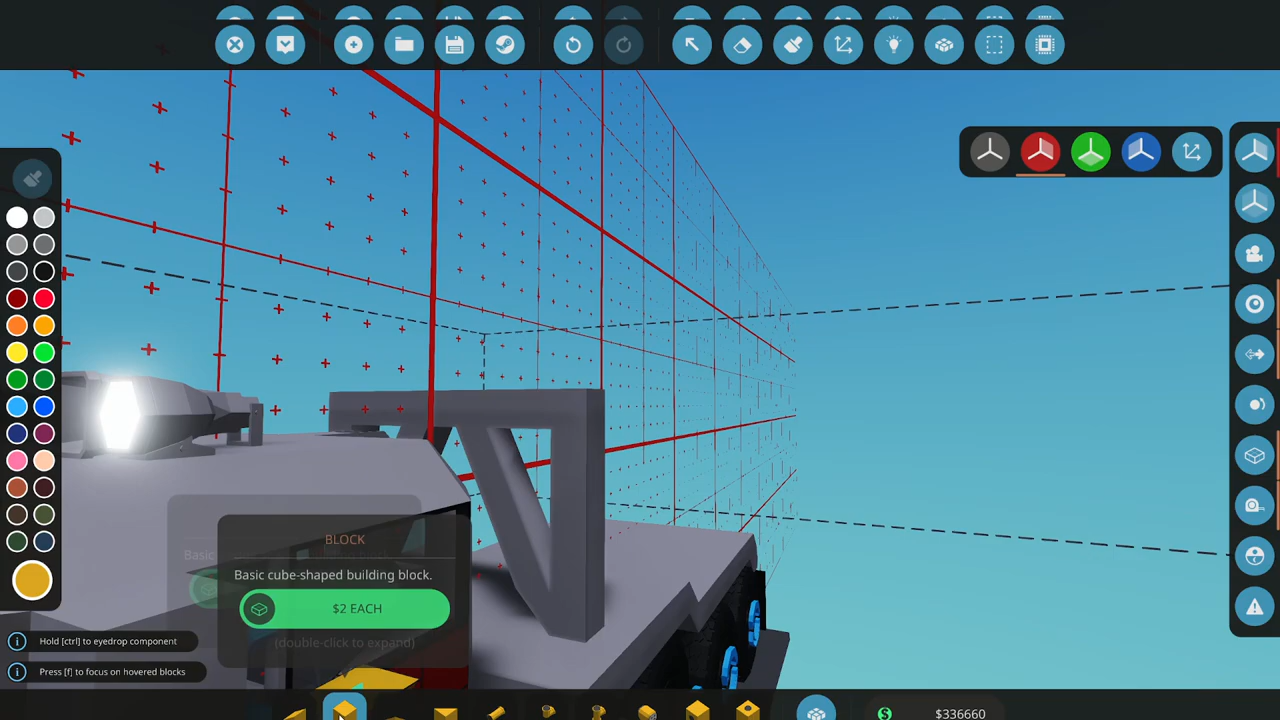 BLOCK
Basic cube-shaped building block.
$2 EACH
(double-click to expand)
Hold [ctrl] to eyedrop component
Press [f] to focus on hovered blocks
$336660